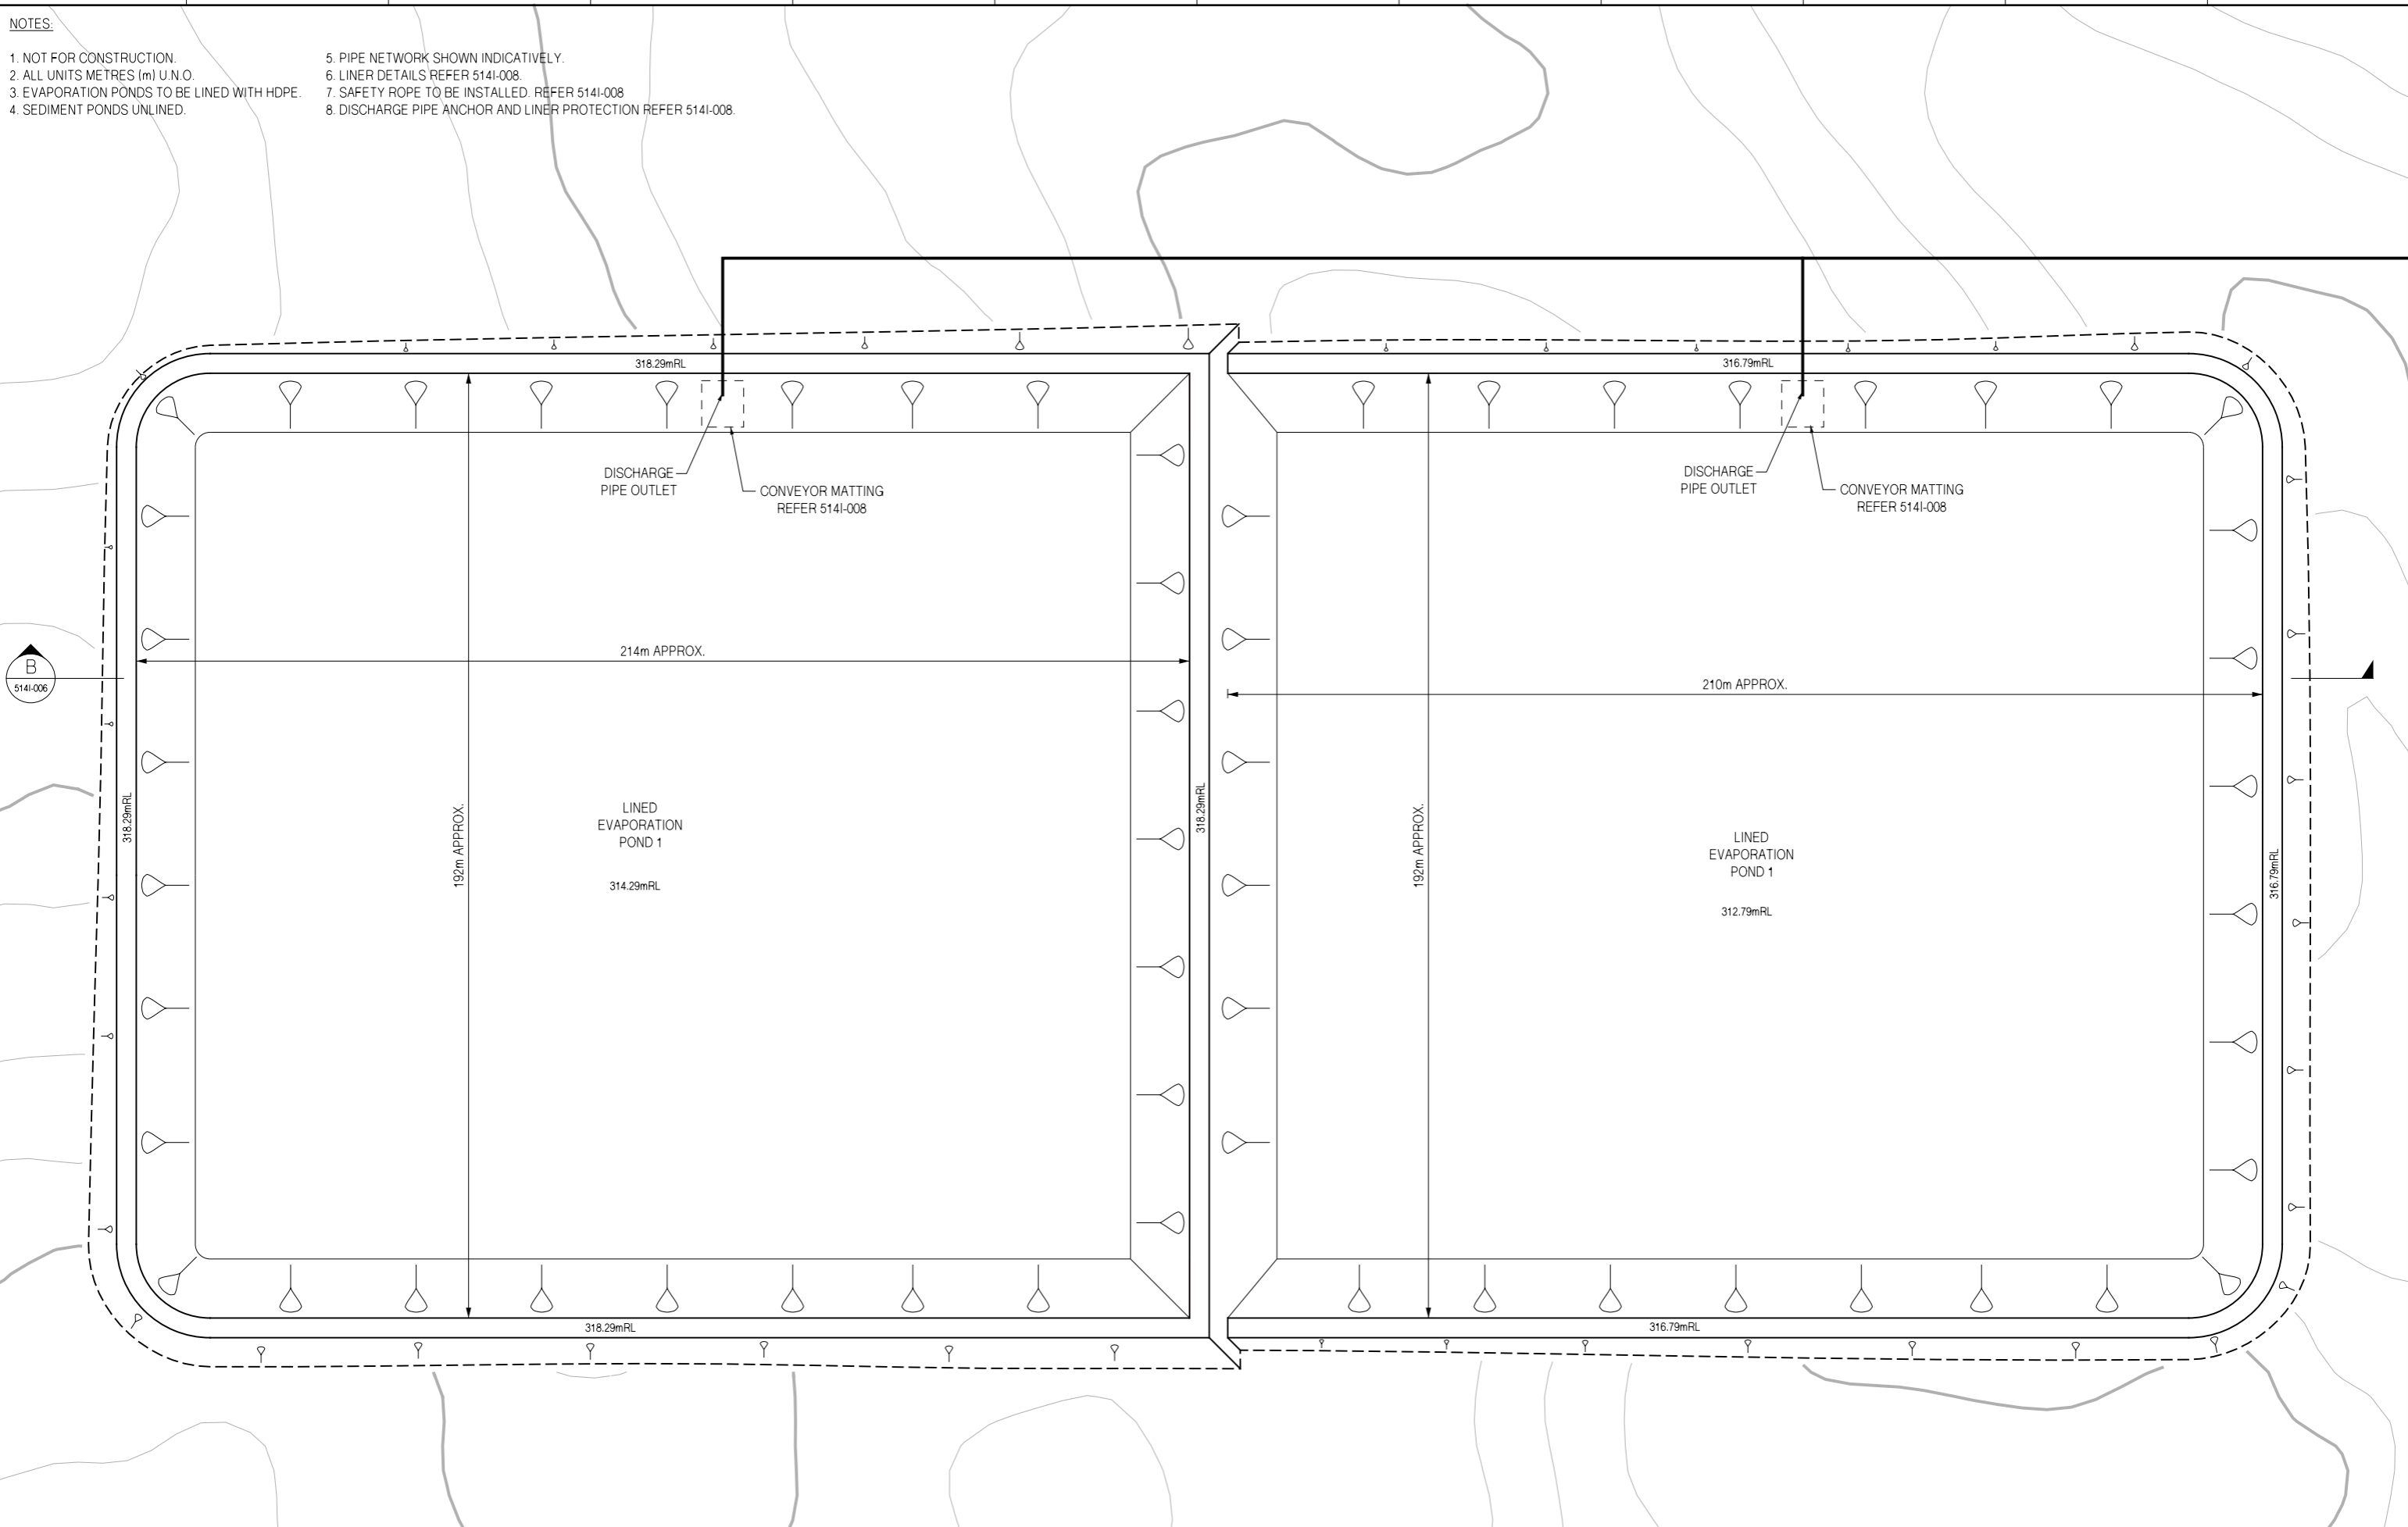 NOTES:
1. NOT FOR CONSTRUCTION.
2. ALL UNITS METRES (m) U.N.O.
3. EVAPORATION PONDS TO BE LINED WITH HDPE.
4. SEDIMENT PONDS UNLINED.
5. PIPE NETWORK SHOWN INDICATIVELY.
6. LINER DETAILS REFER 514I-008.
7. SAFETY ROPE TO BE INSTALLED. REFER 514I-008
8. DISCHARGE PIPE ANCHOR AND LINER PROTECTION REFER 514I-008.
318.29mRL
316.79mRL
DISCHARGE
PIPE OUTLET
CONVEYOR MATTING
REFER 514I-008
DISCHARGE
PIPE OUTLET
CONVEYOR MATTING
REFER 514I-008
B
514I-006
214m APPROX.
210m APPROX.
318.29mRL
192m APPROX.
LINED
EVAPORATION
POND 1
314.29mRL
318.29mRL
192m APPROX.
LINED
EVAPORATION
POND 1
312.79mRL
316.79mRL
318.29mRL
316.79mRL